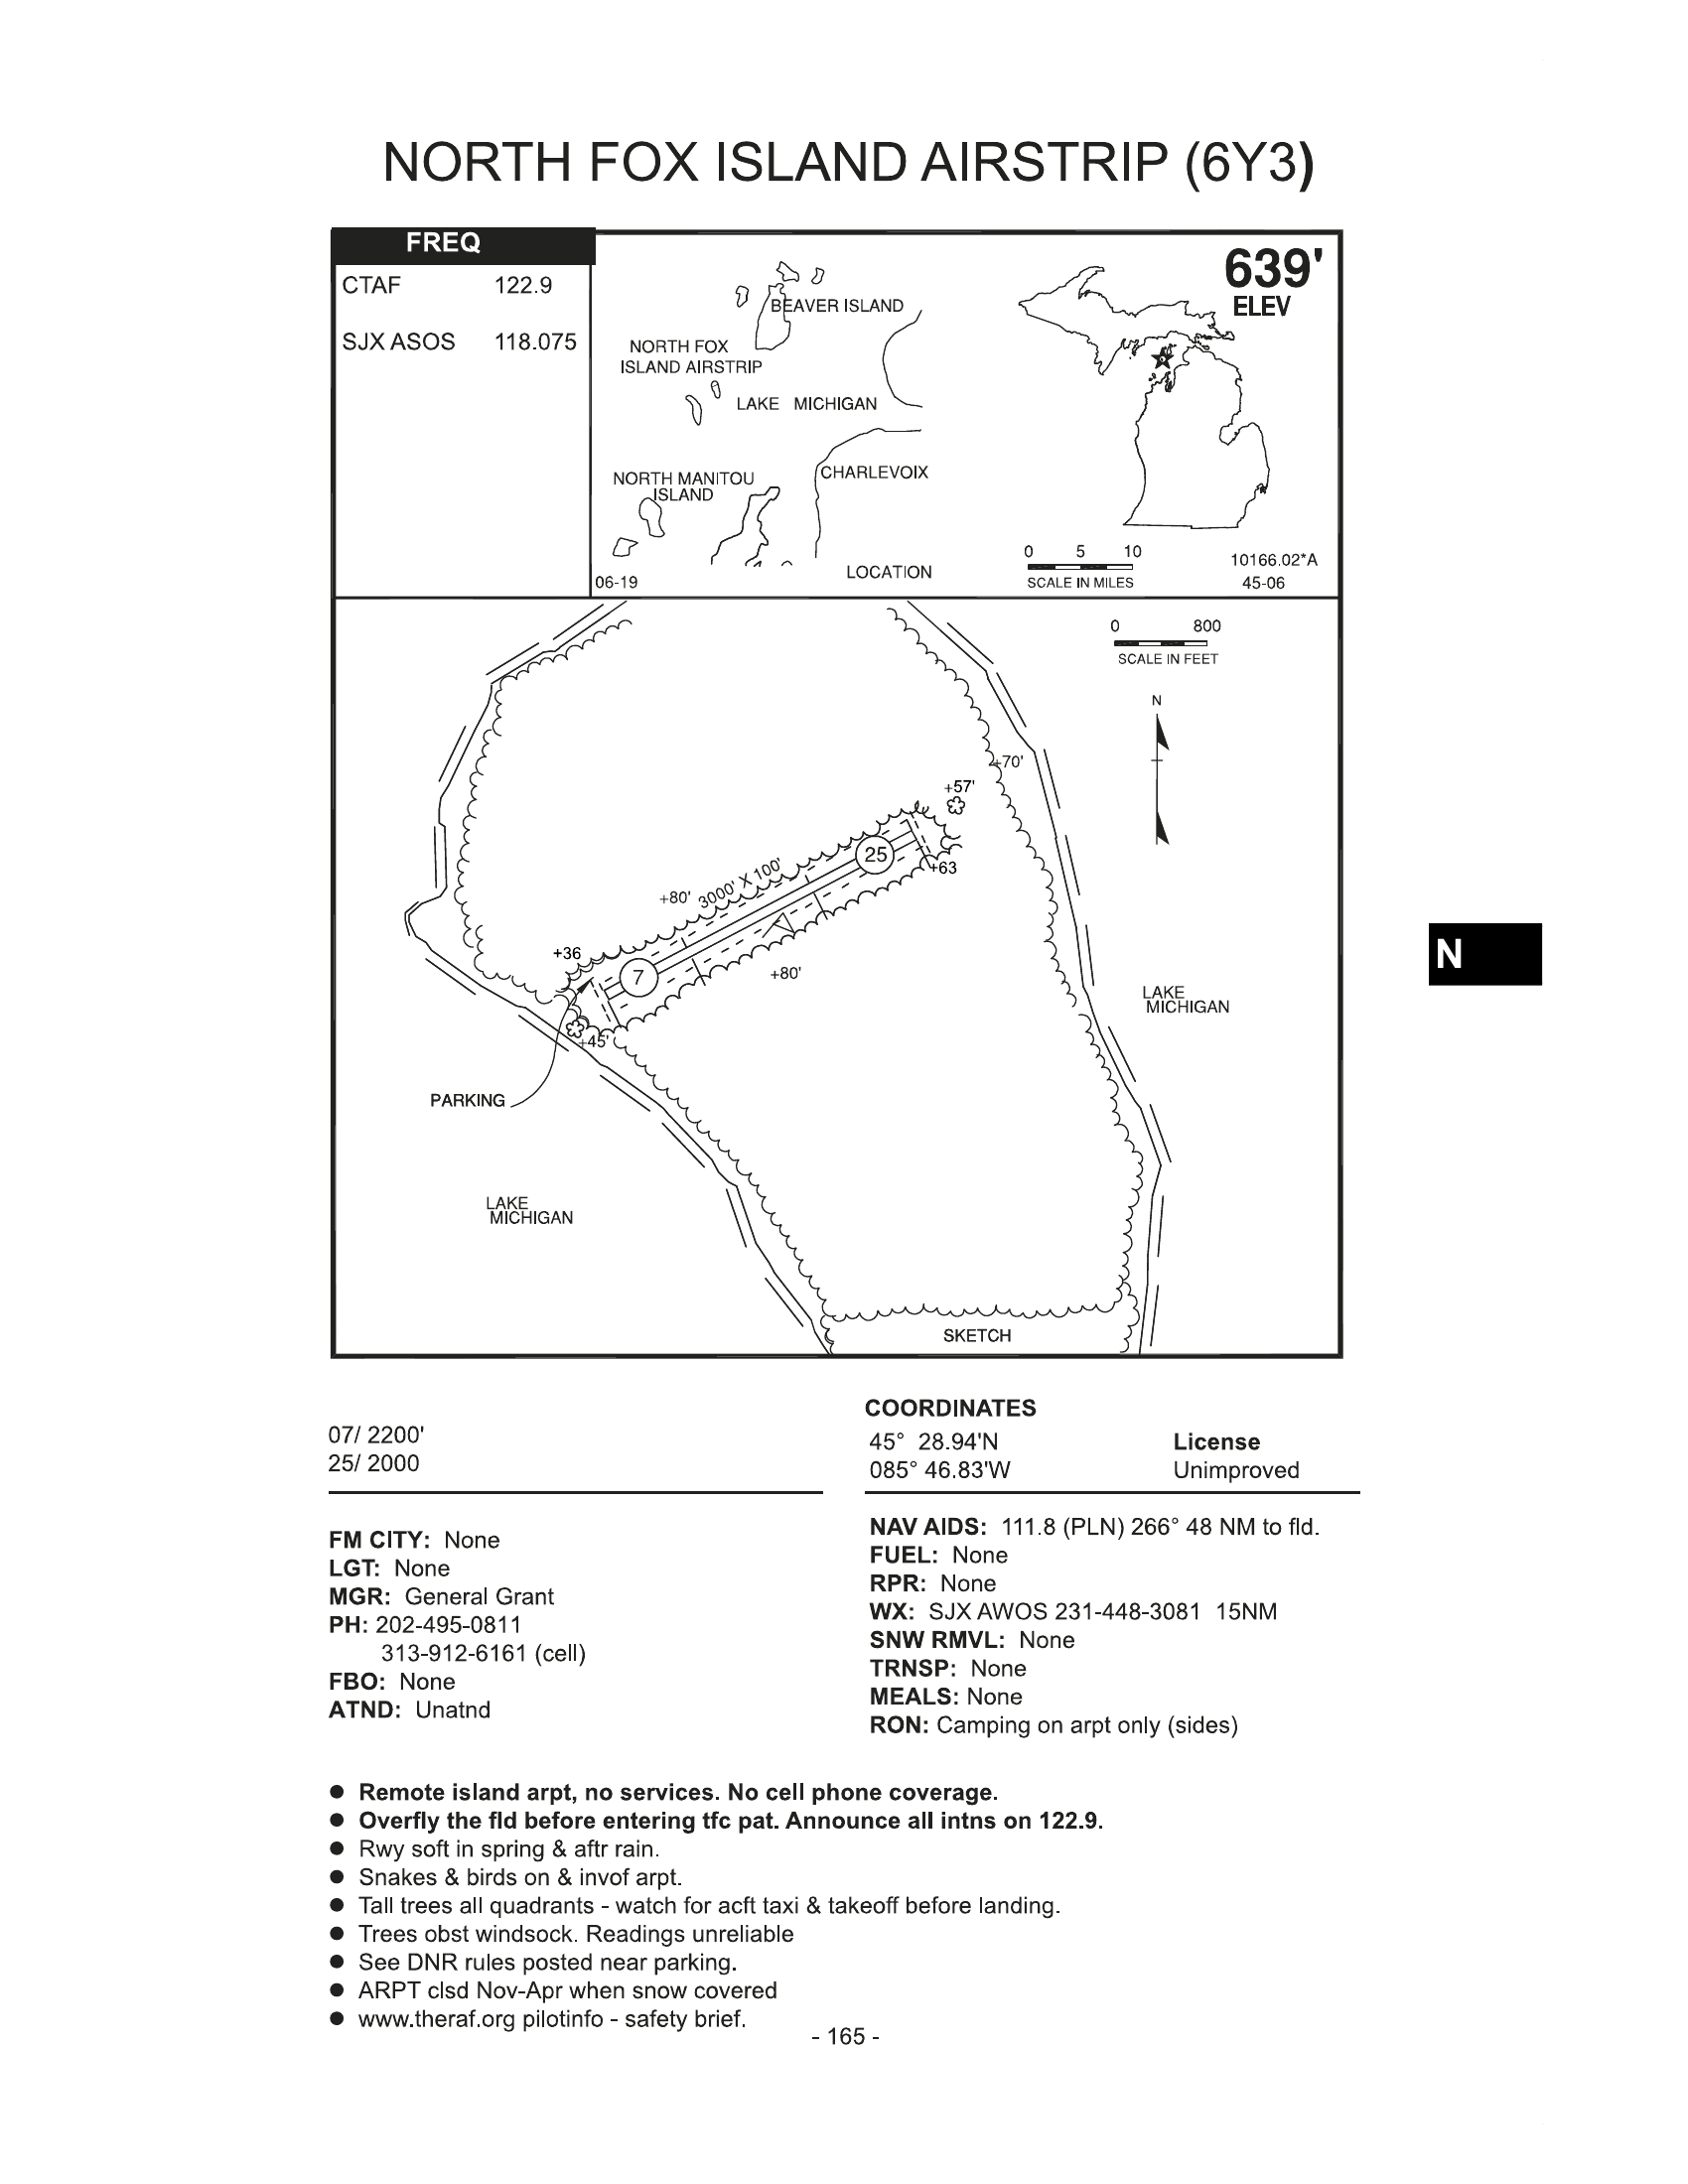 NORTH FOX ISLAND AIRSTRIP (6Y3)
FREQ
CTAF 122.9
SJX ASOS 118.075
BEAVER ISLAND
NORTH FOX
ISLAND AIRSTRIP
LAKE MICHIGAN
CHARLEVOIX
NORTH MANITOU
ISLAND
LOCATION
06-19
639'
ELEV
0 5 10
SCALE IN MILES
10166.02*A
45-06
0 800
SCALE IN FEET
N
+70'
+57'
25
+63
3000' X 100'
+80'
+36
7
+80'
+45'
PARKING
LAKE
MICHIGAN
LAKE
MICHIGAN
SKETCH
N
07/ 2200'
25/ 2000
COORDINATES
45° 28.94'N
085° 46.83'W
License
Unimproved
FM CITY: None
LGT: None
MGR: General Grant
PH: 202-495-0811
313-912-6161 (cell)
FBO: None
ATND: Unatnd
NAV AIDS: 111.8 (PLN) 266° 48 NM to fld.
FUEL: None
RPR: None
WX: SJX AWOS 231-448-3081 15NM
SNW RMVL: None
TRNSP: None
MEALS: None
RON: Camping on arpt only (sides)
● Remote island arpt, no services. No cell phone coverage.
● Overfly the fld before entering tfc pat. Announce all intns on 122.9.
● Rwy soft in spring & aftr rain.
● Snakes & birds on & invof arpt.
● Tall trees all quadrants - watch for acft taxi & takeoff before landing.
● Trees obst windsock. Readings unreliable
● See DNR rules posted near parking.
● ARPT clsd Nov-Apr when snow covered
● www.theraf.org pilotinfo - safety brief.
- 165 -